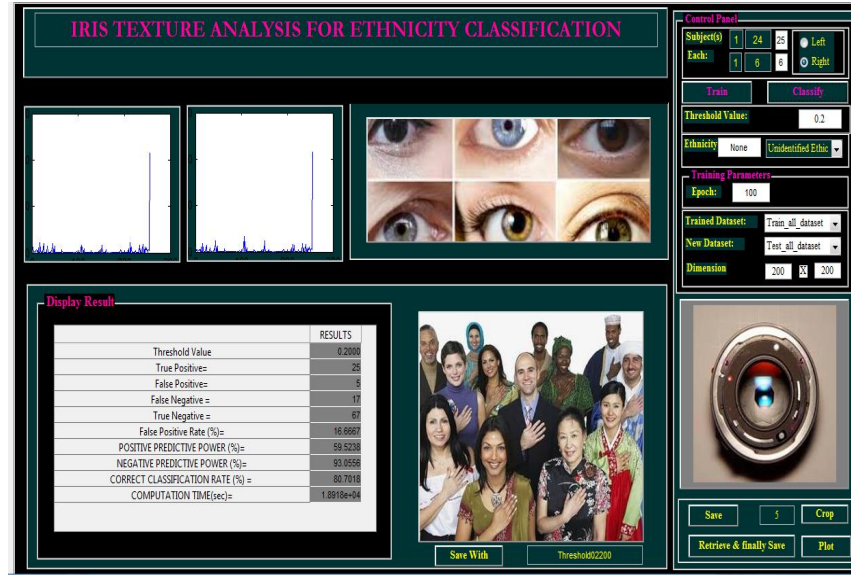 IRIS TEXTURE ANALYSIS FOR ETHNICITY CLASSIFICATION
Control Panel
Subject(s) 1 24 25 Left
Each: 1 6 6 Right
Train Classify
Threshold Value: 0.2
Ethnicity None Unidentified Ethic
Training Parameters
Epoch: 100
Trained Dataset: Train_all_dataset
New Dataset: Test_all_dataset
Dimension 200 X 200
Display Result
RESULTS
Threshold Value 0.2000
True Positive= 25
False Positive= 5
False Negative = 17
True Negative = 67
False Positive Rate (%)= 16.6667
POSITIVE PREDICTIVE POWER (%)= 59.5238
NEGATIVE PREDICTIVE POWER (%)= 93.0556
CORRECT CLASSIFICATION RATE (%) = 80.7018
COMPUTATION TIME(sec)= 1.8918e+04
Save With Threshold02200
Save 5 Crop
Retrieve & finally Save Plot